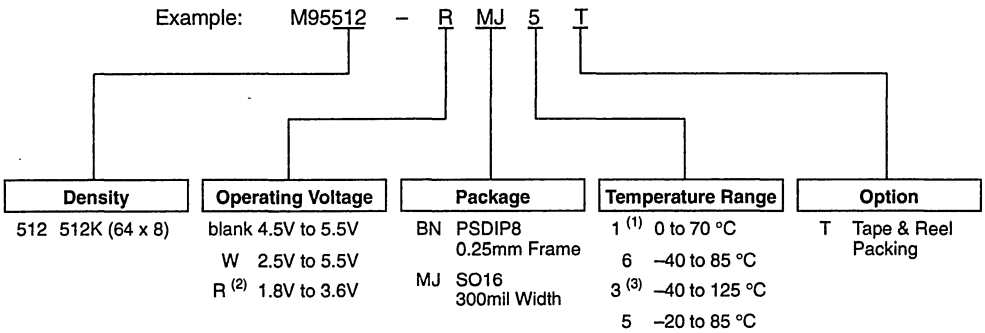 Example: M95512 – R MJ 5 T
Density
512 512K (64 x 8)
Operating Voltage
blank 4.5V to 5.5V
W 2.5V to 5.5V
R (2) 1.8V to 3.6V
Package
BN PSDIP8
0.25mm Frame
MJ SO16
300mil Width
Temperature Range
1 (1) 0 to 70 °C
6 –40 to 85 °C
3 (3) –40 to 125 °C
5 –20 to 85 °C
Option
T Tape & Reel
Packing